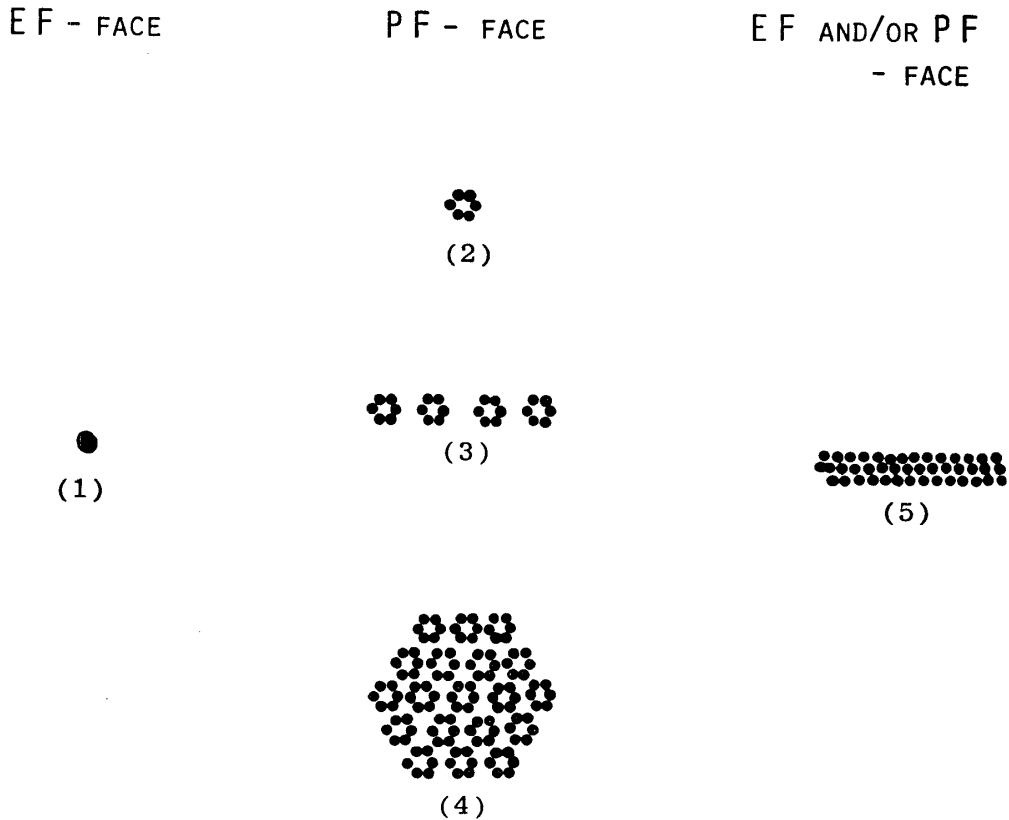 EF - FACE
PF - FACE
EF AND/OR PF
- FACE
(2)
(3)
(1)
(5)
(4)